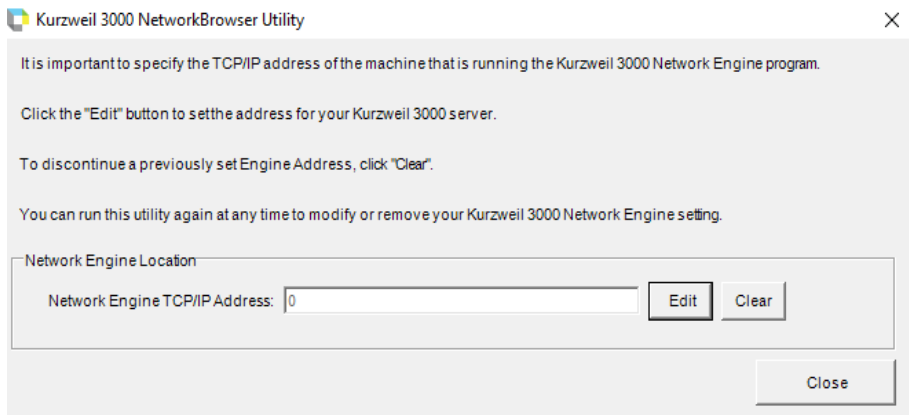 Kurzweil 3000 NetworkBrowser Utility
It is important to specify the TCP/IP address of the machine that is running the Kurzweil 3000 Network Engine program.
Click the "Edit" button to setthe address for your Kurzweil 3000 server.
To discontinue a previously set Engine Address, click "Clear".
You can run this utility again at any time to modify or remove your Kurzweil 3000 Network Engine setting.
Network Engine Location
Network Engine TCP/IP Address: 0 Edit Clear
Close